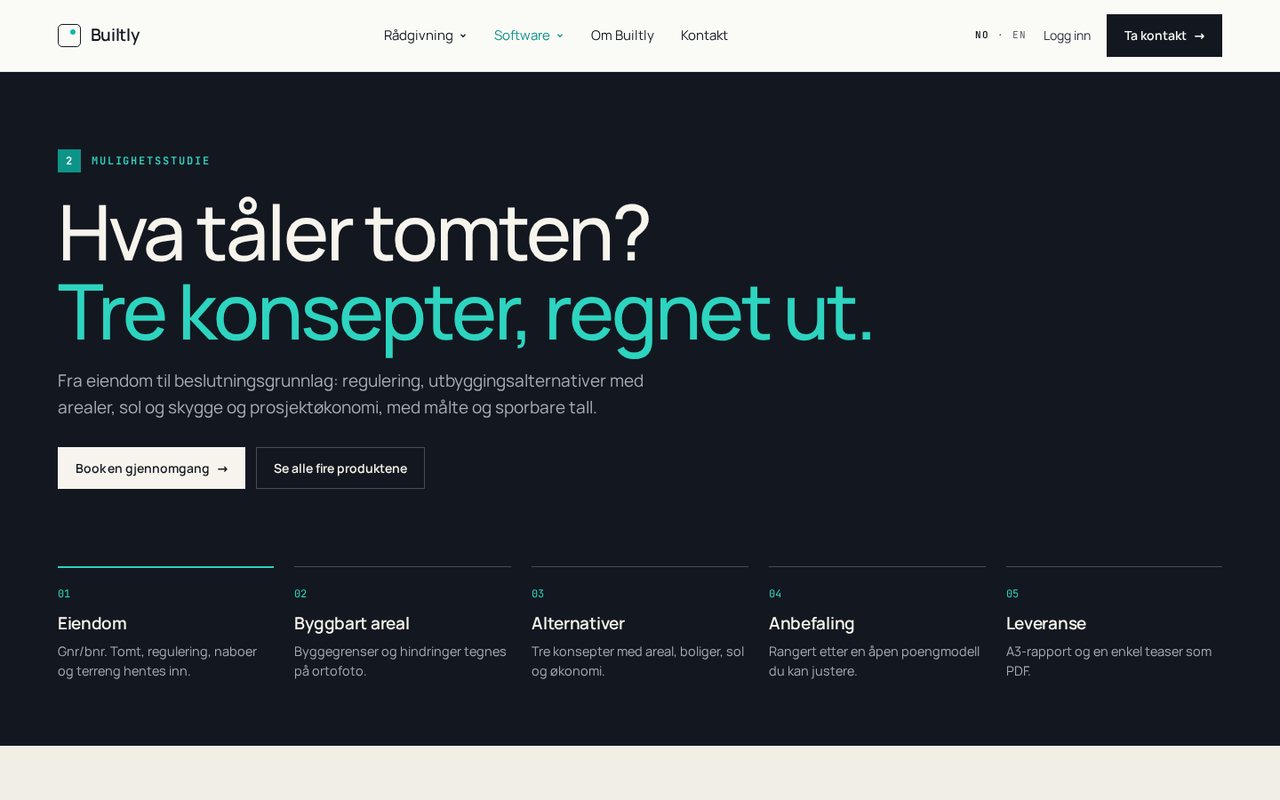 Builtly
Rådgivning
Software
Om Builtly
Kontakt
NO · EN
Logg inn
Ta kontakt →
2
MULIGHETSSTUDIE
Hva tåler tomten?
Tre konsepter, regnet ut.
Fra eiendom til beslutningsgrunnlag: regulering, utbyggingsalternativer med
arealer, sol og skygge og prosjektøkonomi, med målte og sporbare tall.
Book en gjennomgang →
Se alle fire produktene
01
Eiendom
Gnr/bnr. Tomt, regulering, naboer
og terreng hentes inn.
02
Byggbart areal
Byggegrenser og hindringer tegnes
på ortofoto.
03
Alternativer
Tre konsepter med areal, boliger, sol
og økonomi.
04
Anbefaling
Rangert etter en åpen poengmodell
du kan justere.
05
Leveranse
A3-rapport og en enkel teaser som
PDF.